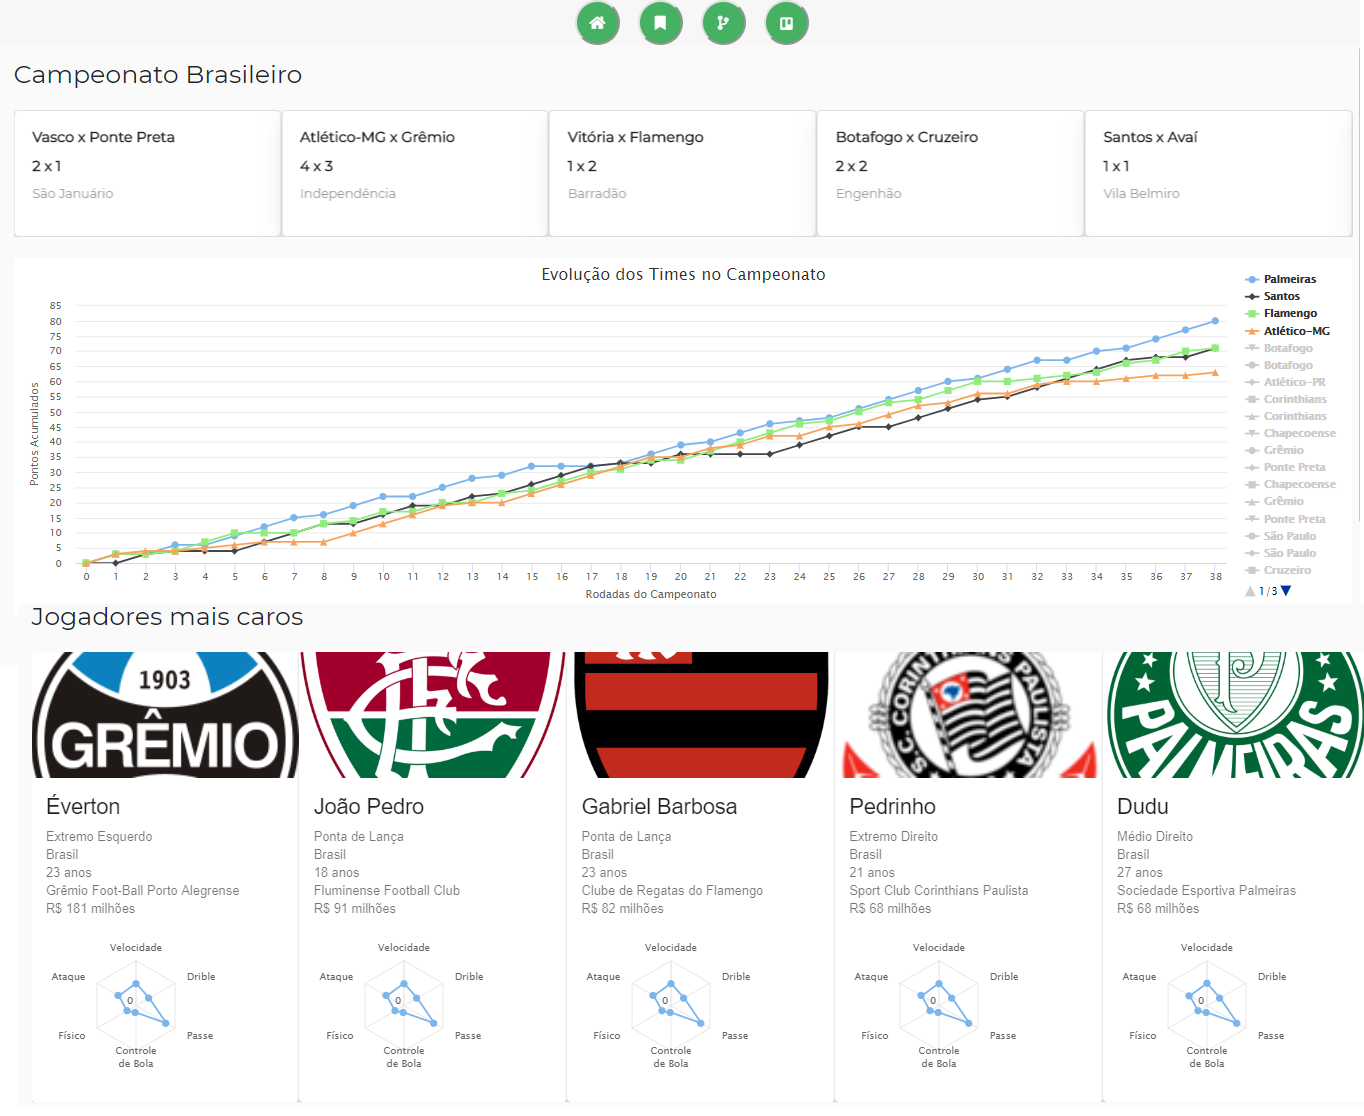 Campeonato Brasileiro
Vasco x Ponte Preta
2 x 1
São Januário
Atlético-MG x Grêmio
4 x 3
Independência
Vitória x Flamengo
1 x 2
Barradão
Botafogo x Cruzeiro
2 x 2
Engenhão
Santos x Avaí
1 x 1
Vila Belmiro
Evolução dos Times no Campeonato
Pontos Acumulados
85
80
75
70
65
60
55
50
45
40
35
30
25
20
15
10
5
0
0 1 2 3 4 5 6 7 8 9 10 11 12 13 14 15 16 17 18 19 20 21 22 23 24 25 26 27 28 29 30 31 32 33 34 35 36 37 38
Rodadas do Campeonato
Palmeiras
Santos
Flamengo
Atlético-MG
Botafogo
Botafogo
Atlético-PR
Corinthians
Corinthians
Chapecoense
Grêmio
Ponte Preta
Chapecoense
Grêmio
Ponte Preta
São Paulo
São Paulo
Cruzeiro
1/3
Jogadores mais caros
1903
GRÊMIO
Éverton
Extremo Esquerdo
Brasil
23 anos
Grêmio Foot-Ball Porto Alegrense
R$ 181 milhões
Velocidade
Ataque
Drible
0
Físico
Passe
Controle
de Bola
João Pedro
Ponta de Lança
Brasil
18 anos
Fluminense Football Club
R$ 91 milhões
Velocidade
Ataque
Drible
0
Físico
Passe
Controle
de Bola
Gabriel Barbosa
Ponta de Lança
Brasil
23 anos
Clube de Regatas do Flamengo
R$ 82 milhões
Velocidade
Ataque
Drible
0
Físico
Passe
Controle
de Bola
S.C. CORINTHIANS PAULISTA
Pedrinho
Extremo Direito
Brasil
21 anos
Sport Club Corinthians Paulista
R$ 68 milhões
Velocidade
Ataque
Drible
0
Físico
Passe
Controle
de Bola
P
PALMEIRAS
Dudu
Médio Direito
Brasil
27 anos
Sociedade Esportiva Palmeiras
R$ 68 milhões
Velocidade
Ataque
Drible
0
Físico
Passe
Controle
de Bola